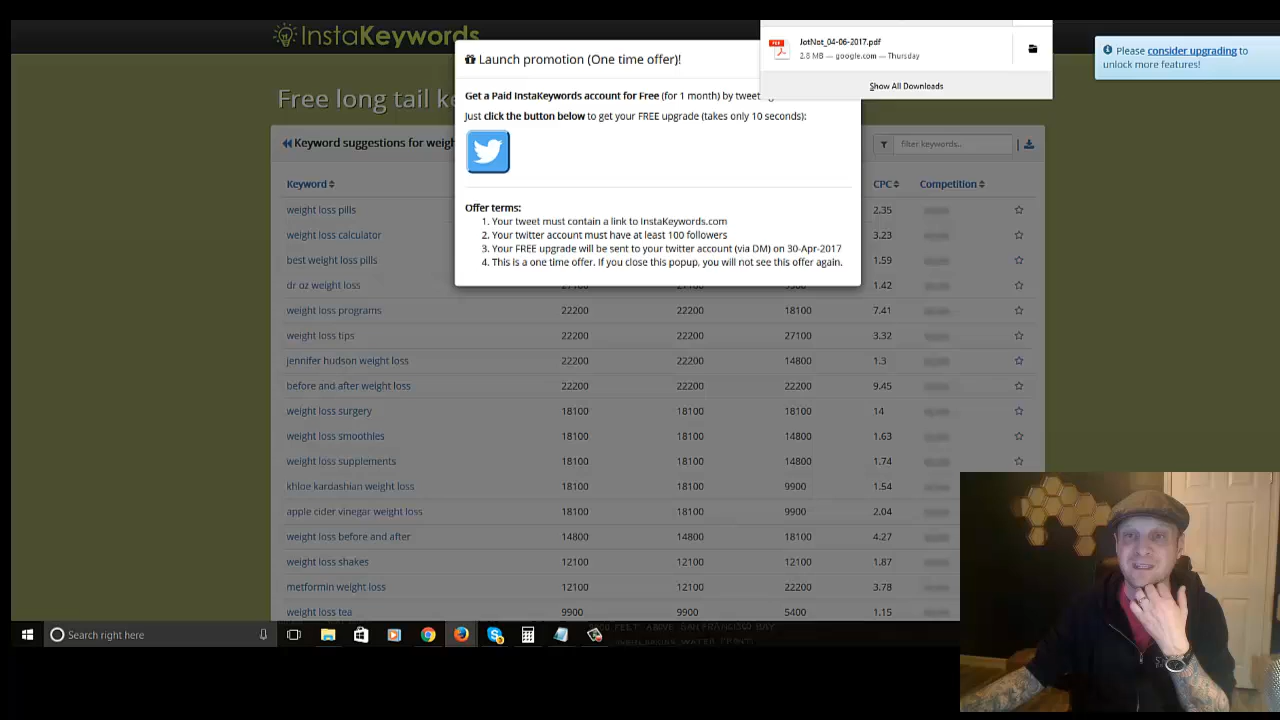 InstaKeywords
JotNot_04-06-2017.pdf
2.8 MB — google.com — Thursday
Show All Downloads
Please consider upgrading to
unlock more features!
Launch promotion (One time offer)!
Get a Paid InstaKeywords account for Free (for 1 month) by
Just click the button below to get your FREE upgrade (takes only 10 seconds):
Offer terms:
1. Your tweet must contain a link to InstaKeywords.com
2. Your twitter account must have at least 100 followers
3. Your FREE upgrade will be sent to your twitter account (via DM) on 30-Apr-2017
4. This is a one time offer. If you close this popup, you will not see this offer again.
Free long tail
Keyword suggestions for
filter keywords..
Keyword CPC Competition
weight loss pills 2.35
weight loss calculator 3.23
best weight loss pills 1.59
dr oz weight loss 1.42
weight loss programs 22200 22200 18100 7.41
weight loss tips 22200 22200 27100 3.32
jennifer hudson weight loss 22200 22200 14800 1.3
before and after weight loss 22200 22200 22200 9.45
weight loss surgery 18100 18100 18100 14
weight loss smoothies 18100 18100 14800 1.63
weight loss supplements 18100 18100 14800 1.74
khloe kardashian weight loss 18100 18100 9900 1.54
apple cider vinegar weight loss 18100 18100 9900 2.04
weight loss before and after 14800 14800 18100 4.27
weight loss shakes 12100 12100 12100 1.87
metformin weight loss 12100 12100 22200 3.78
weight loss tea 9900 9900 5400 1.15
Search right here
FEET ABOVE SAN FRANCISCO BAY